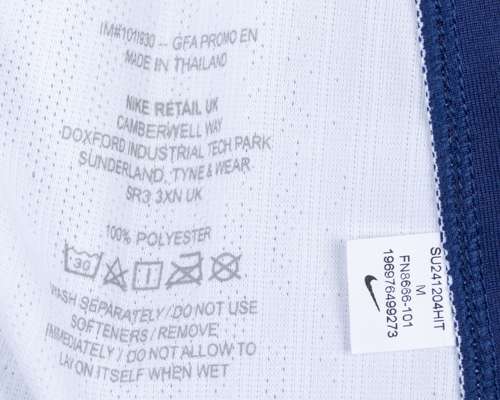 IM#1011930 -- GFA PROMO EN
MADE IN THAILAND
NIKE RETAIL UK
CAMBERWELL WAY
DOXFORD INDUSTRIAL TECH PARK
SUNDERLAND, TYNE & WEAR
SR3 3XN UK
100% POLYESTER
30
WASH SEPARATELY / DO NOT USE
SOFTENERS / REMOVE
IMMEDIATELY / DO NOT ALLOW TO
LAY ON ITSELF WHEN WET
SU241204HIT
M
FN8666-101
196976499273